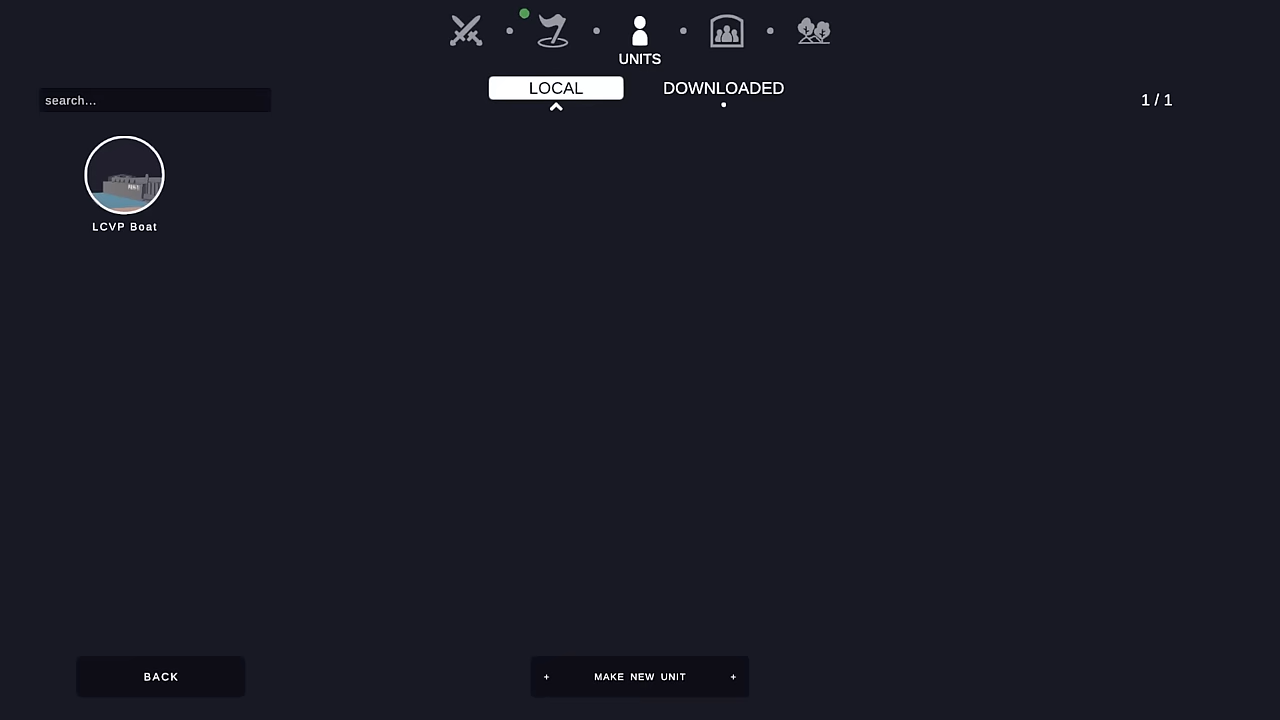 UNITS
LOCAL
DOWNLOADED
search...
1 / 1
LCVP Boat
BACK
+ MAKE NEW UNIT +